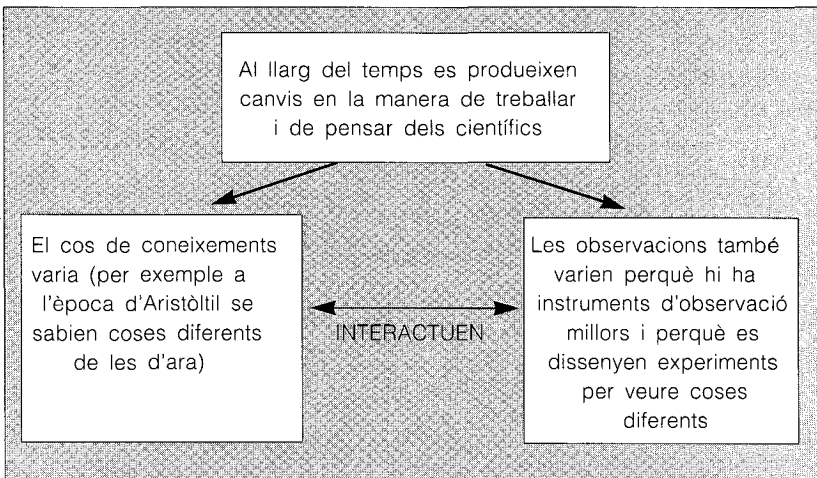 Al llarg del temps es produeixen
canvis en la manera de treballar
i de pensar dels científics
El cos de coneixements
varia (per exemple a
l'època d'Aristòltil se
sabien coses diferents
de les d'ara)
INTERACTUEN
Les observacions també
varien perquè hi ha
instruments d'observació
millors i perquè es
dissenyen experiments
per veure coses
diferents